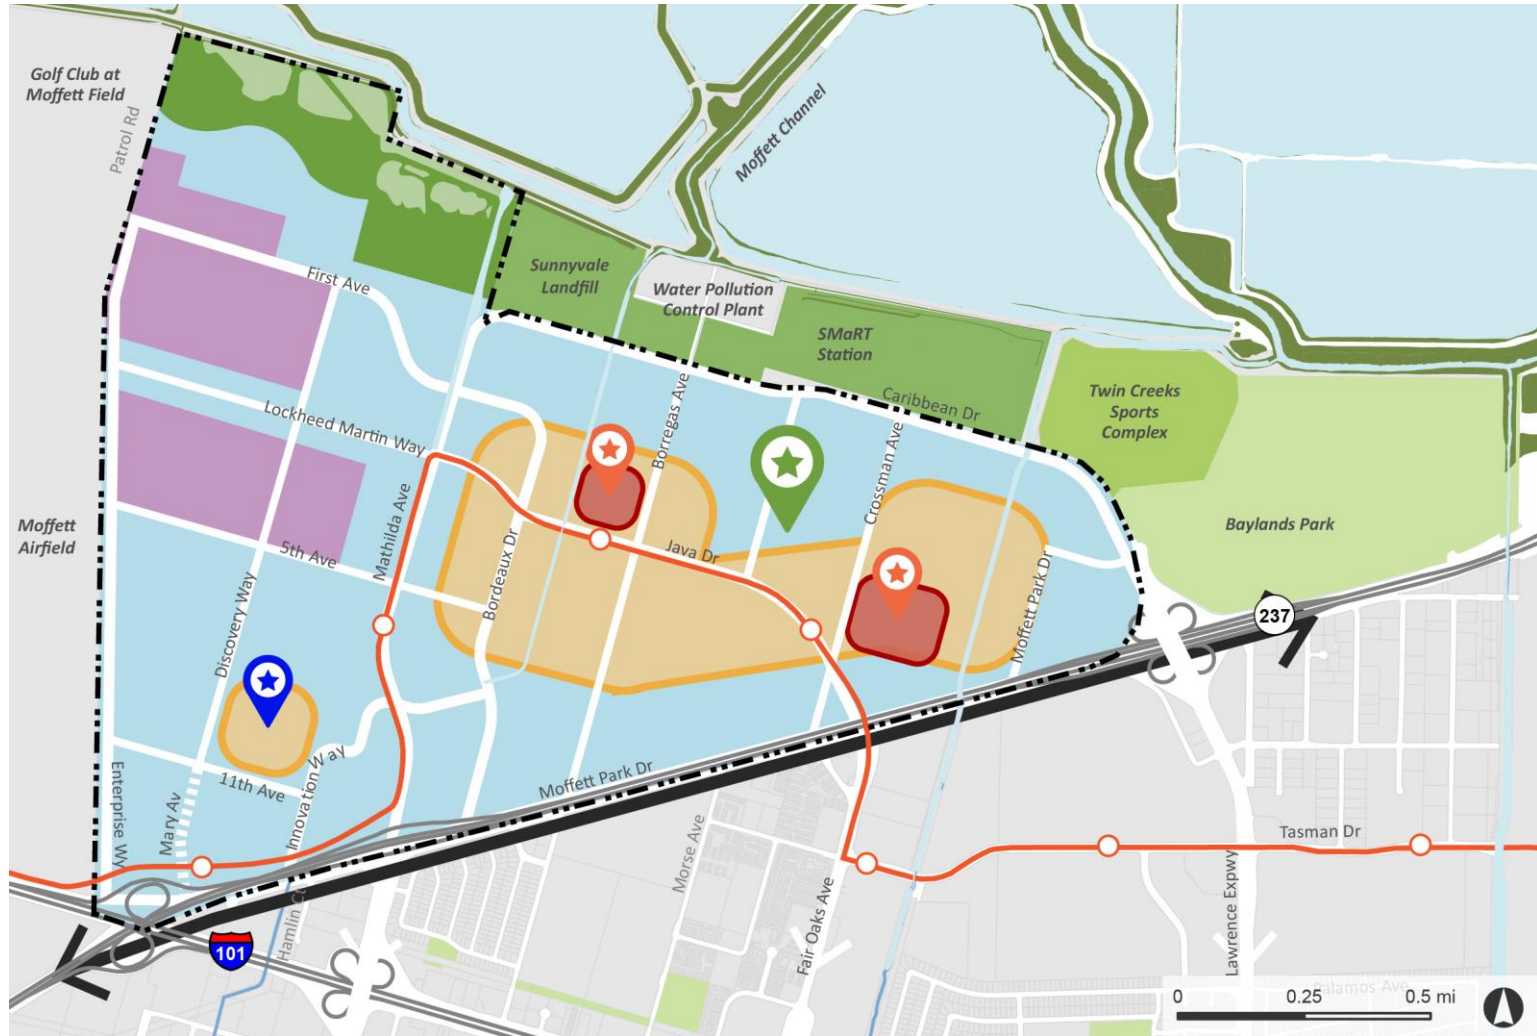 Golf Club at
Moffett Field
Patrol Rd
Moffett Channel
Sunnyvale
Landfill
Water Pollution
Control Plant
SMaRT
Station
First Ave
Lockheed Martin Way
Borregas Ave
Caribbean Dr
Crossman Ave
Twin Creeks
Sports
Complex
Baylands Park
Moffett
Airfield
5th Ave
Mathilda Ave
Bordeaux Dr
Java Dr
Discovery Way
Moffett Park Dr
237
11th Ave
Innovation Way
Enterprise Wy
Mary Av
Moffett Park Dr
Morse Ave
Fair Oaks Ave
Tasman Dr
Lawrence Expwy
Hamlin Ct
101
Palamos Ave
0 0.25 0.5 mi